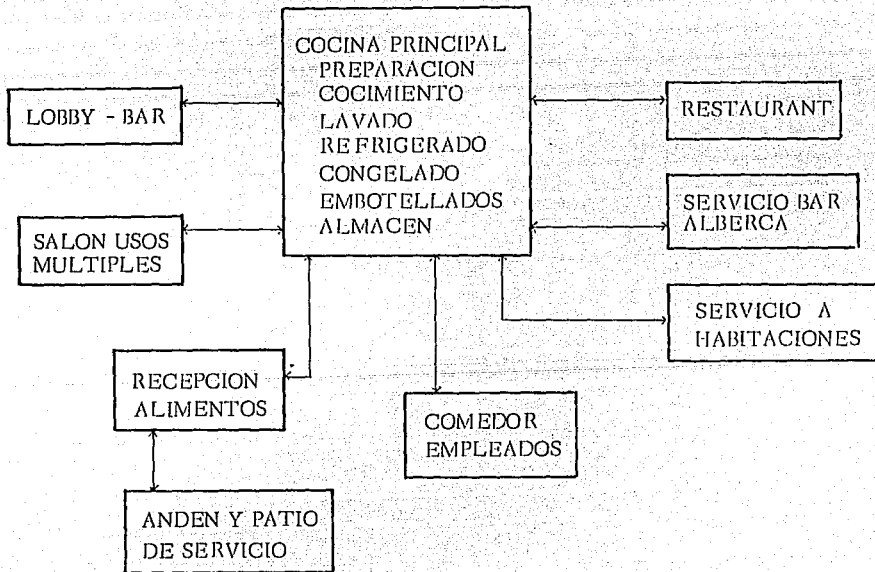 COCINA PRINCIPAL
PREPARACION
COCIMIENTO
LAVADO
REFRIGERADO
CONGELADO
EMBOTELLADOS
ALMACEN
LOBBY - BAR
SALON USOS
MULTIPLES
RESTAURANT
SERVICIO BAR
ALBERCA
SERVICIO A
HABITACIONES
RECEPCION
ALIMENTOS
COMEDOR
EMPLEADOS
ANDEN Y PATIO
DE SERVICIO